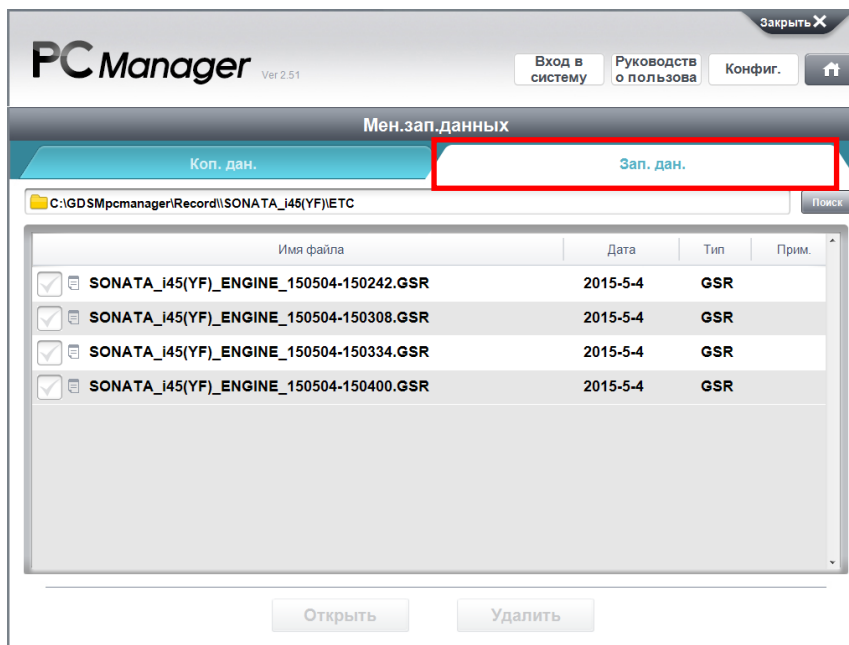 Закрыть X
PC Manager Ver 2.51
Вход в систему
Руководств о пользова
Конфиг.
Мен.зап.данных
Коп. дан.
Зап. дан.
C:\GDSMpcmanager\Record\\SONATA_i45(YF)\ETC
Поиск
Имя файла Дата Тип Прим.
SONATA_i45(YF)_ENGINE_150504-150242.GSR 2015-5-4 GSR
SONATA_i45(YF)_ENGINE_150504-150308.GSR 2015-5-4 GSR
SONATA_i45(YF)_ENGINE_150504-150334.GSR 2015-5-4 GSR
SONATA_i45(YF)_ENGINE_150504-150400.GSR 2015-5-4 GSR
Открыть Удалить